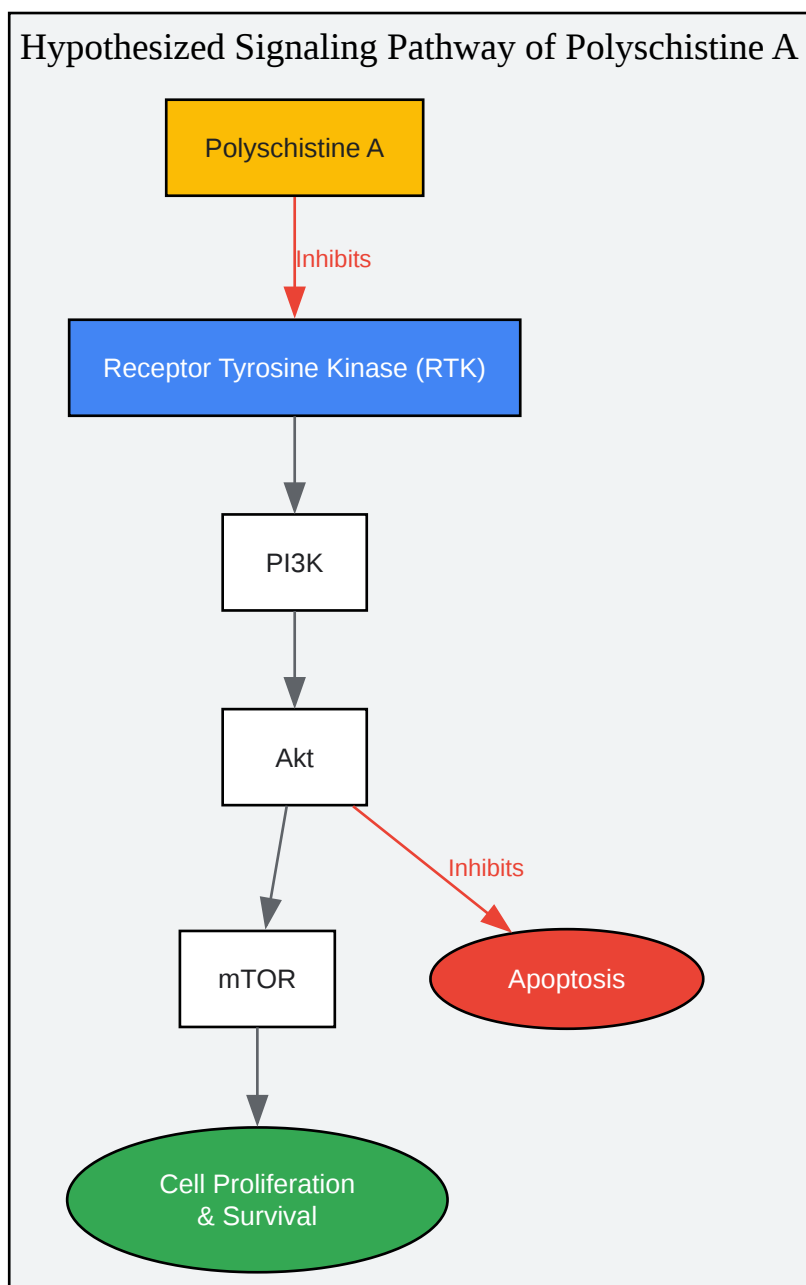 Hypothesized Signaling Pathway of Polyschistine A
Polyschistine A
Inhibits
Receptor Tyrosine Kinase (RTK)
PI3K
Akt
Inhibits
mTOR
Apoptosis
Cell Proliferation
& Survival